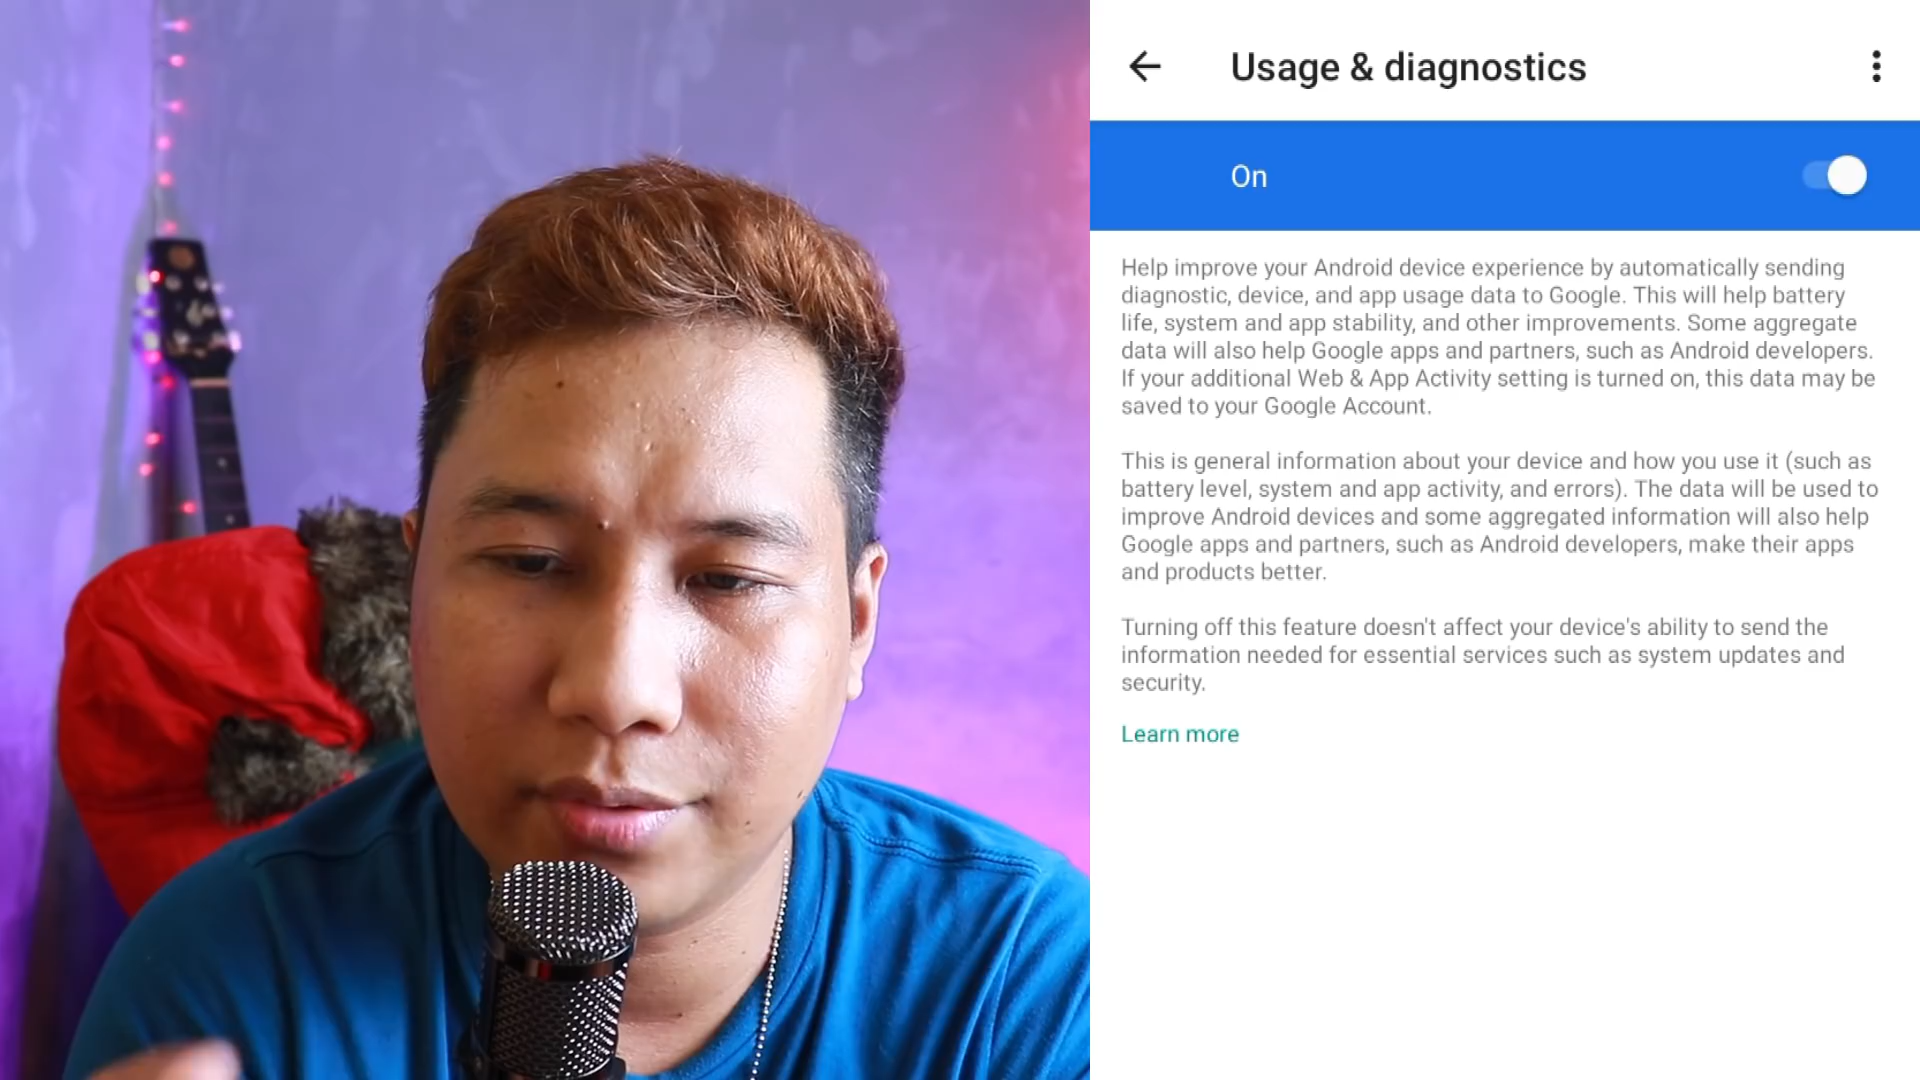 Usage & diagnostics
On
Help improve your Android device experience by automatically sending
diagnostic, device, and app usage data to Google. This will help battery
life, system and app stability, and other improvements. Some aggregate
data will also help Google apps and partners, such as Android developers.
If your additional Web & App Activity setting is turned on, this data may be
saved to your Google Account.
This is general information about your device and how you use it (such as
battery level, system and app activity, and errors). The data will be used to
improve Android devices and some aggregated information will also help
Google apps and partners, such as Android developers, make their apps
and products better.
Turning off this feature doesn't affect your device's ability to send the
information needed for essential services such as system updates and
security.
Learn more